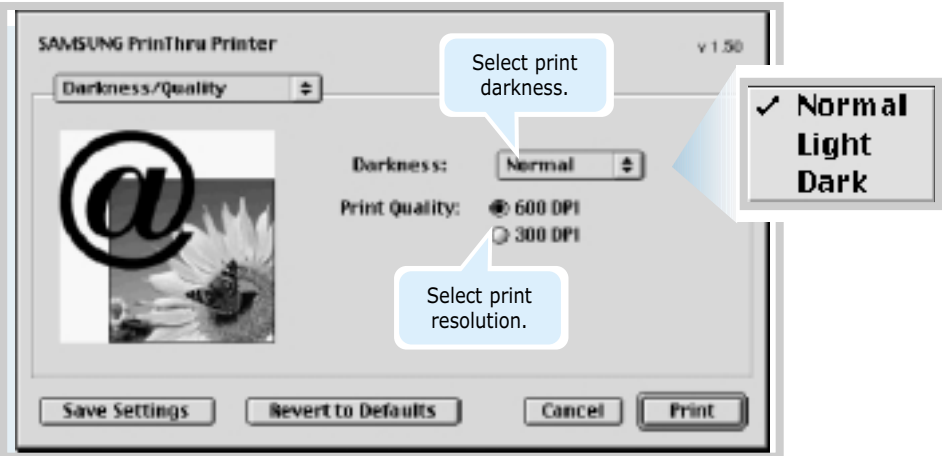 SAMSUNG PrinThru Printer
v 1.50
Darkness/Quality
Select print
darkness.
@
Darkness: Normal
✓ Normal
Light
Dark
Print Quality: 600 DPI
300 DPI
Select print
resolution.
Save Settings Revert to Defaults Cancel Print